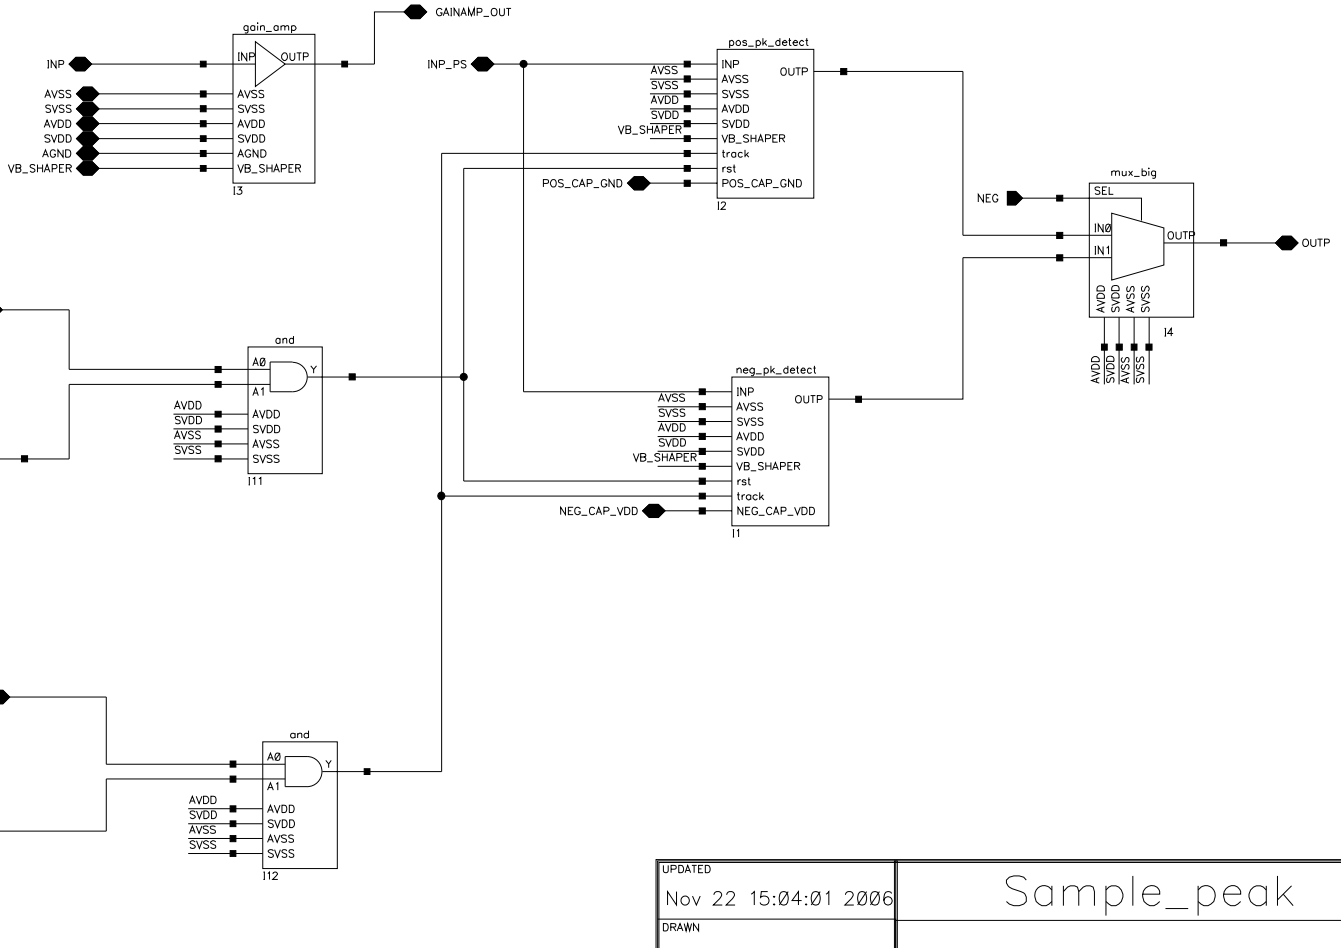 gain_amp
GAINAMP_OUT
INP
INP
OUTP
AVSS
AVSS
SVSS
SVSS
AVDD
AVDD
SVDD
SVDD
AGND
AGND
VB_SHAPER
VB_SHAPER
I3
pos_pk_detect
INP_PS
INP
OUTP
AVSS
AVSS
SVSS
SVSS
AVDD
AVDD
SVDD
SVDD
VB_SHAPER
VB_SHAPER
track
rst
POS_CAP_GND
POS_CAP_GND
I2
mux_big
NEG
SEL
IN0
OUTP
OUTP
IN1
AVDD
SVDD
AVSS
SVSS
I4
AVDD
SVDD
AVSS
SVSS
and
A0
Y
A1
AVDD
AVDD
SVDD
SVDD
AVSS
AVSS
SVSS
SVSS
I11
neg_pk_detect
INP
OUTP
AVSS
AVSS
SVSS
SVSS
AVDD
AVDD
SVDD
SVDD
VB_SHAPER
VB_SHAPER
rst
track
NEG_CAP_VDD
NEG_CAP_VDD
I1
and
A0
Y
A1
AVDD
AVDD
SVDD
SVDD
AVSS
AVSS
SVSS
SVSS
I12
UPDATED
Nov 22 15:04:01 2006
Sample_peak
DRAWN